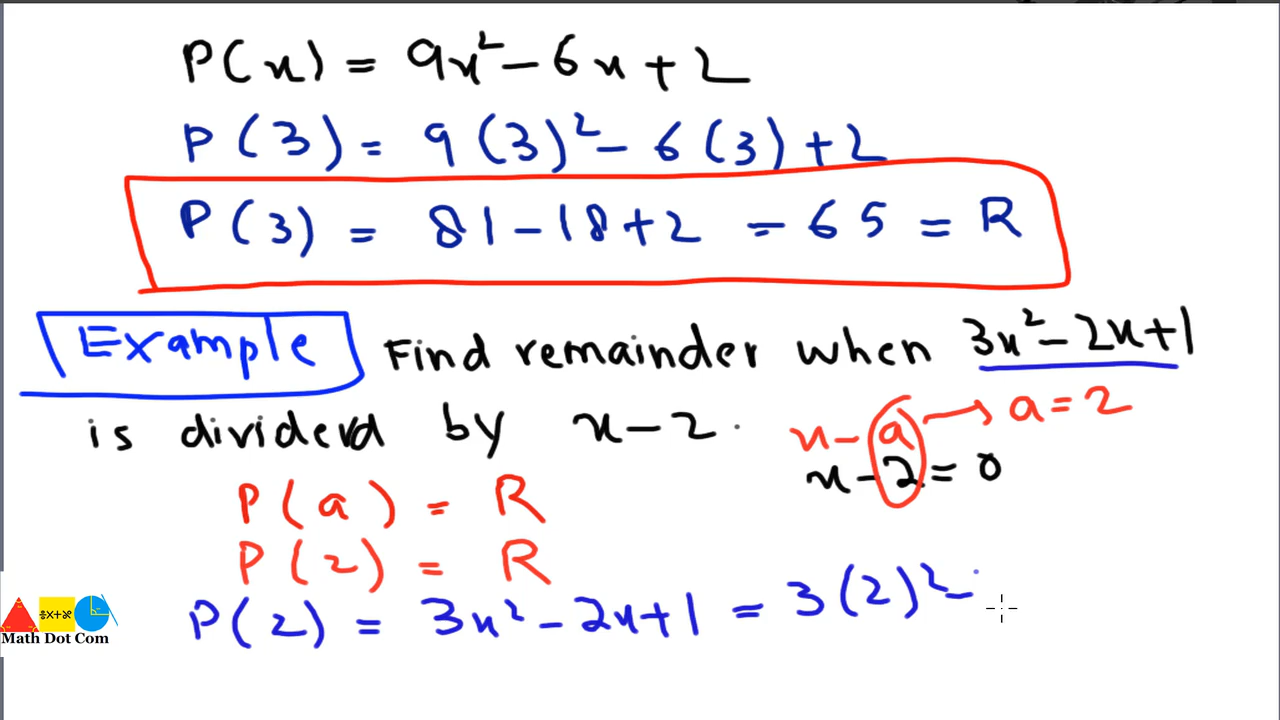 P(x) = 9x² - 6x + 2
P(3) = 9(3)² - 6(3) + 2
P(3) = 81 - 18 + 2 = 65 = R
Example Find remainder when 3x² - 2x + 1
is divided by x - 2.
x - a → a = 2
x - 2 = 0
P(a) = R
P(2) = R
P(2) = 3x² - 2x + 1 = 3(2)² -
÷x+×
Math Dot Com